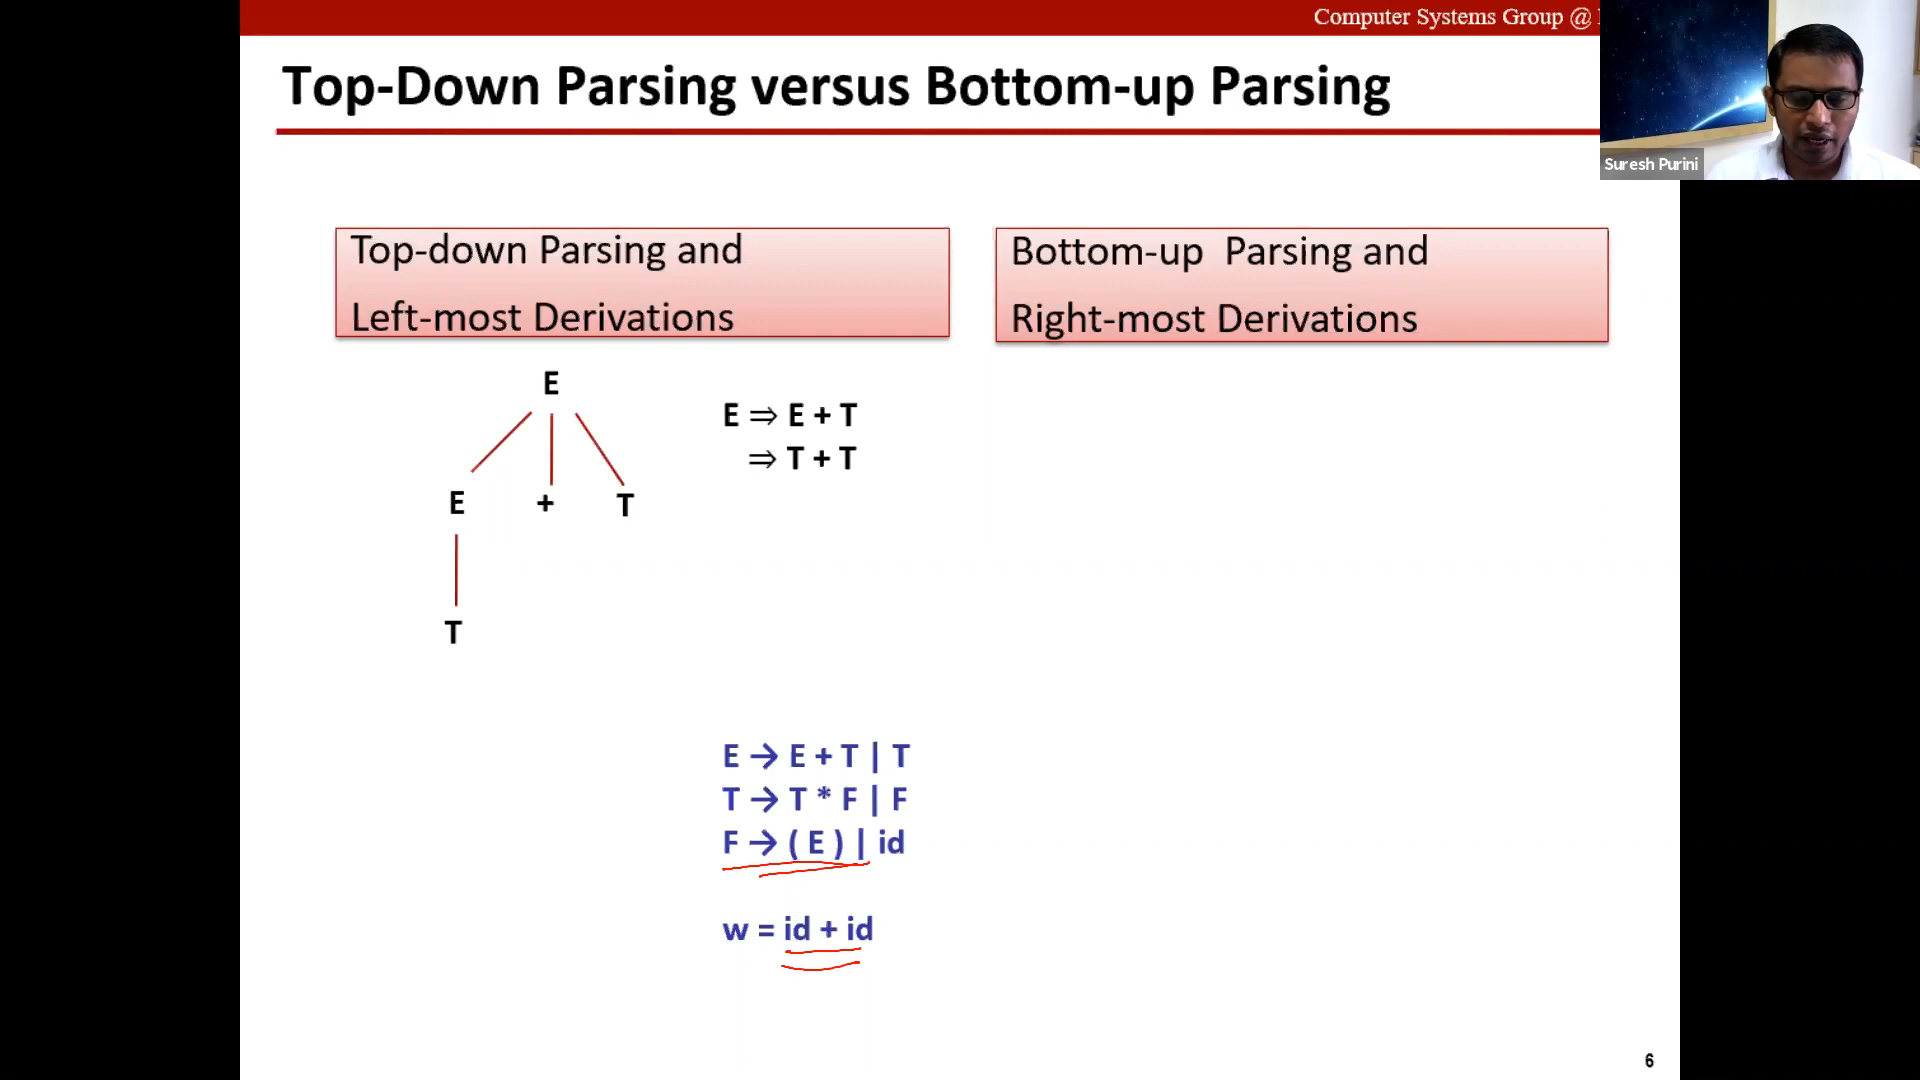 Computer Systems Group @
Top-Down Parsing versus Bottom-up Parsing
Suresh Purini
Top-down Parsing and
Left-most Derivations
Bottom-up Parsing and
Right-most Derivations
E
E + T
T
E ⇒ E + T
⇒ T + T
E → E + T | T
T → T * F | F
F → ( E ) | id
w = id + id
6